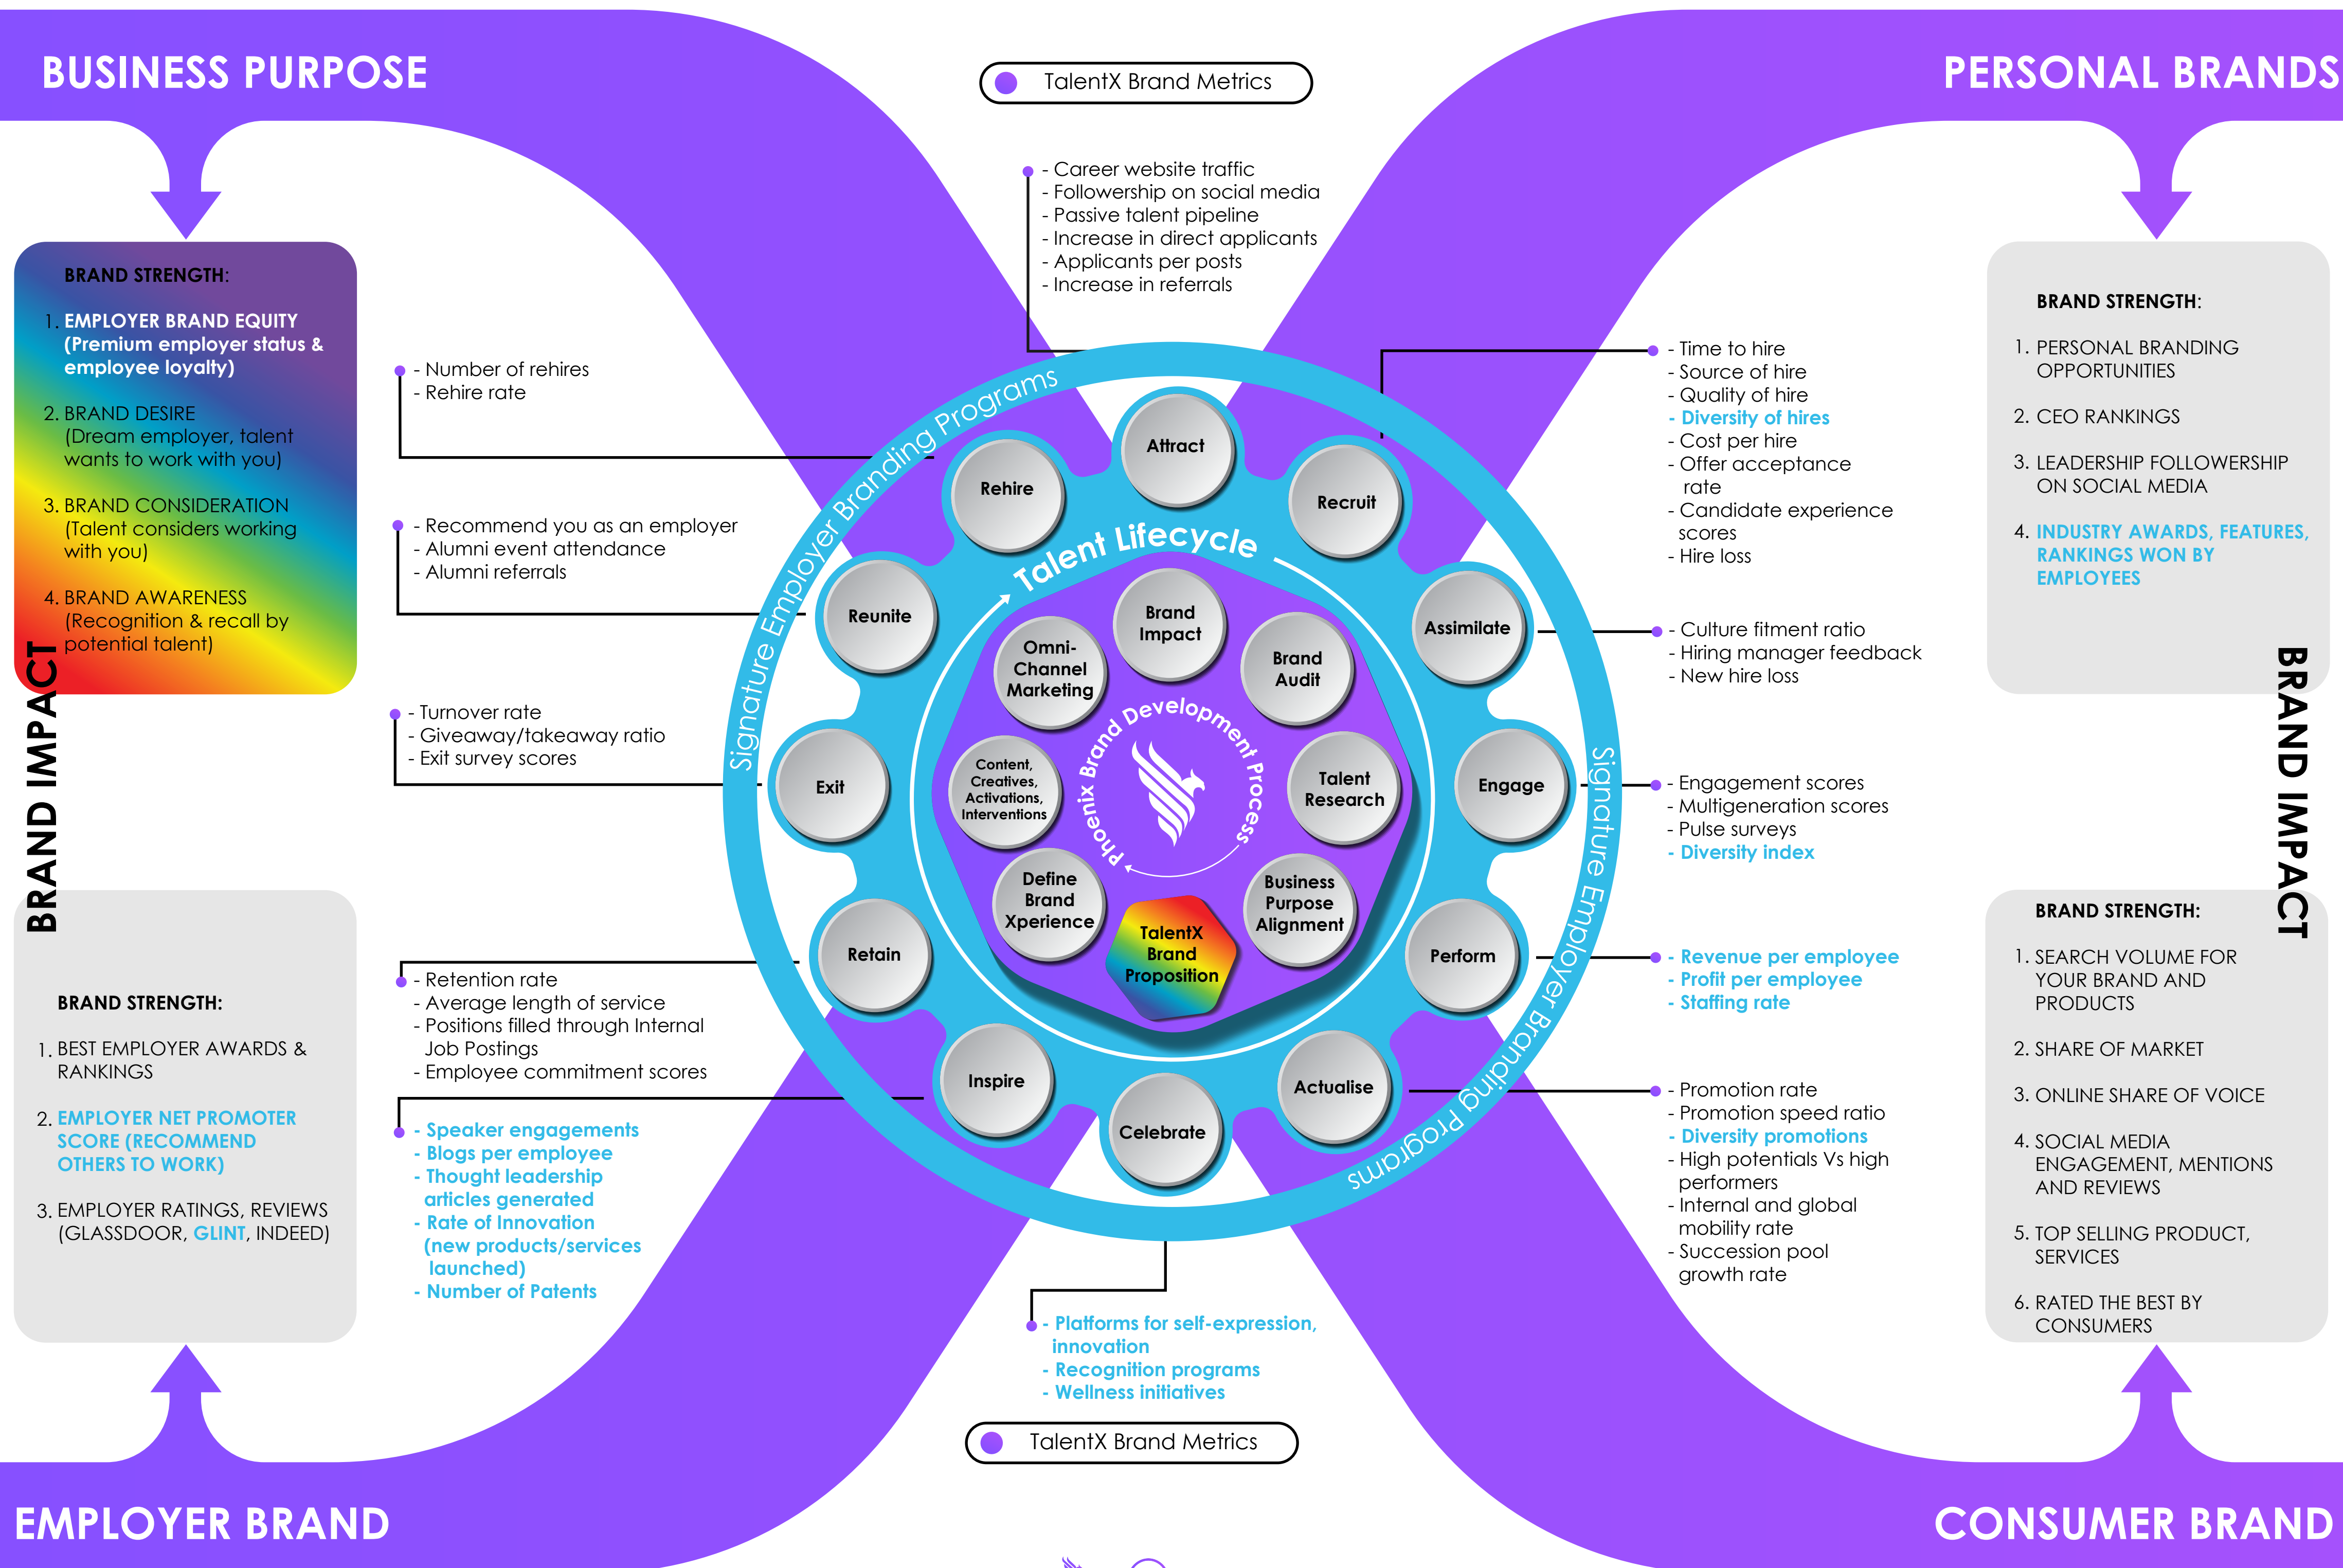 BUSINESS PURPOSE
PERSONAL BRANDS
TalentX Brand Metrics
BRAND STRENGTH:
1. EMPLOYER BRAND EQUITY
(Premium employer status &
employee loyalty)
2. BRAND DESIRE
(Dream employer, talent
wants to work with you)
3. BRAND CONSIDERATION
(Talent considers working
with you)
4. BRAND AWARENESS
(Recognition & recall by
potential talent)
BRAND IMPACT
BRAND STRENGTH:
1. BEST EMPLOYER AWARDS &
RANKINGS
2. EMPLOYER NET PROMOTER
SCORE (RECOMMEND
OTHERS TO WORK)
3. EMPLOYER RATINGS, REVIEWS
(GLASSDOOR, GLINT, INDEED)
- Number of rehires
- Rehire rate
- Recommend you as an employer
- Alumni event attendance
- Alumni referrals
- Turnover rate
- Giveaway/takeaway ratio
- Exit survey scores
- Retention rate
- Average length of service
- Positions filled through Internal
Job Postings
- Employee commitment scores
- Speaker engagements
- Blogs per employee
- Thought leadership
articles generated
- Rate of Innovation
(new products/services
launched)
- Number of Patents
- Career website traffic
- Followership on social media
- Passive talent pipeline
- Increase in direct applicants
- Applicants per posts
- Increase in referrals
Signature Employer Branding Programs
Attract
Recruit
Assimilate
Engage
Perform
Actualise
Celebrate
Inspire
Retain
Exit
Reunite
Rehire
Talent Lifecycle
Brand
Impact
Brand
Audit
Talent
Research
Business
Purpose
Alignment
TalentX
Brand
Proposition
Define
Brand
Xperience
Content,
Creatives,
Activations,
Interventions
Omni-
Channel
Marketing
Phoenix Brand Development Process
Signature Employer Branding Programs
- Platforms for self-expression,
innovation
- Recognition programs
- Wellness initiatives
TalentX Brand Metrics
- Time to hire
- Source of hire
- Quality of hire
- Diversity of hires
- Cost per hire
- Offer acceptance
rate
- Candidate experience
scores
- Hire loss
- Culture fitment ratio
- Hiring manager feedback
- New hire loss
- Engagement scores
- Multigeneration scores
- Pulse surveys
- Diversity index
- Revenue per employee
- Profit per employee
- Staffing rate
- Promotion rate
- Promotion speed ratio
- Diversity promotions
- High potentials Vs high
performers
- Internal and global
mobility rate
- Succession pool
growth rate
BRAND STRENGTH:
1. PERSONAL BRANDING
OPPORTUNITIES
2. CEO RANKINGS
3. LEADERSHIP FOLLOWERSHIP
ON SOCIAL MEDIA
4. INDUSTRY AWARDS, FEATURES,
RANKINGS WON BY
EMPLOYEES
BRAND IMPACT
BRAND STRENGTH:
1. SEARCH VOLUME FOR
YOUR BRAND AND
PRODUCTS
2. SHARE OF MARKET
3. ONLINE SHARE OF VOICE
4. SOCIAL MEDIA
ENGAGEMENT, MENTIONS
AND REVIEWS
5. TOP SELLING PRODUCT,
SERVICES
6. RATED THE BEST BY
CONSUMERS
EMPLOYER BRAND
CONSUMER BRAND